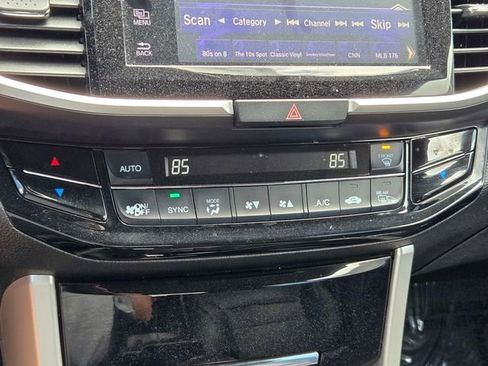 MENU
BACK
Scan Category Channel Skip
80s on 8 The 10s Spot Classic Vinyl CNN MLB 176
AUTO 85 85 FRONT
ON/OFF SYNC MODE A/C REAR